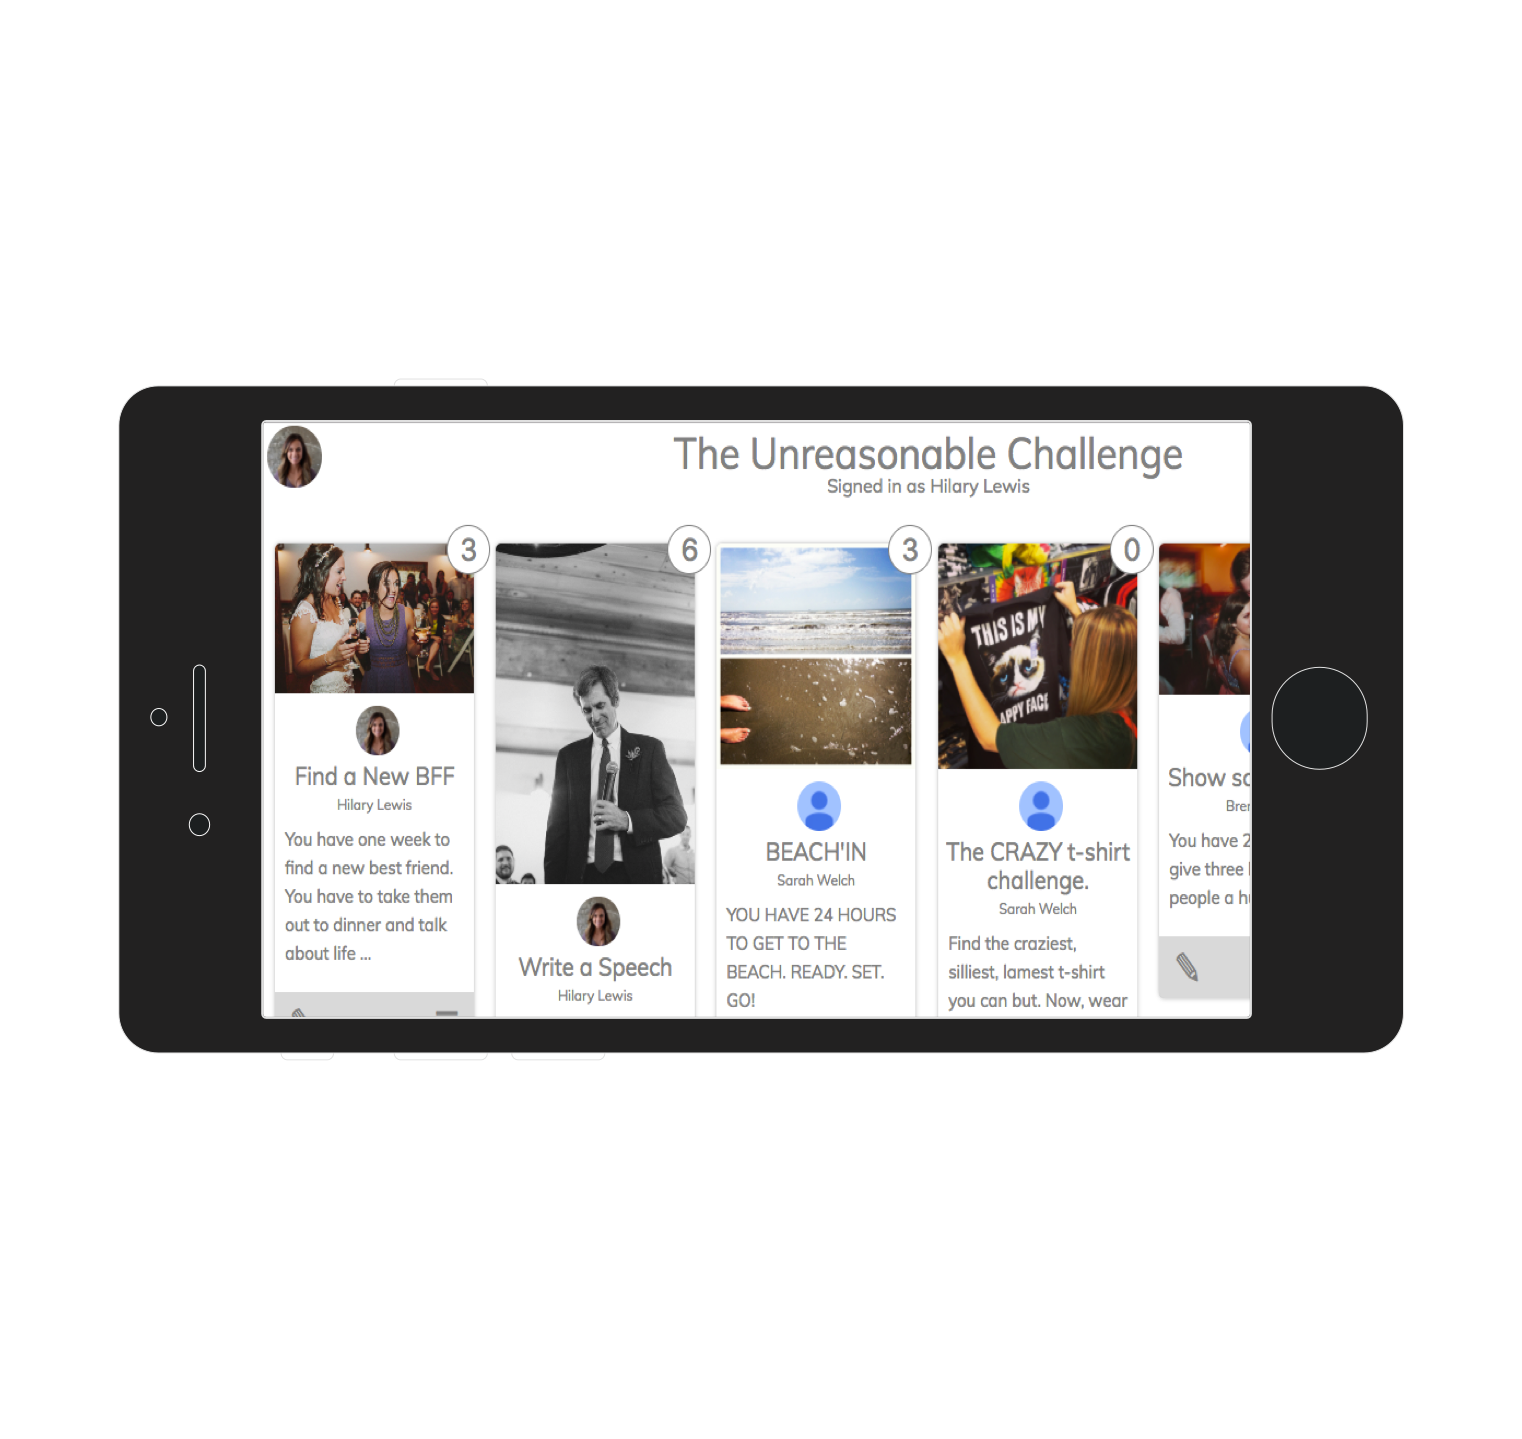 The Unreasonable Challenge
Signed in as Hilary Lewis
3
Find a New BFF
Hilary Lewis
You have one week to
find a new best friend.
You have to take them
out to dinner and talk
about life ...
6
Write a Speech
Hilary Lewis
3
BEACH'IN
Sarah Welch
YOU HAVE 24 HOURS
TO GET TO THE
BEACH. READY. SET.
GO!
0
THIS IS MY
APPY FACE
The CRAZY t-shirt
challenge.
Sarah Welch
Find the craziest,
silliest, lamest t-shirt
you can but. Now, wear
Show
You have 2
give three
people a